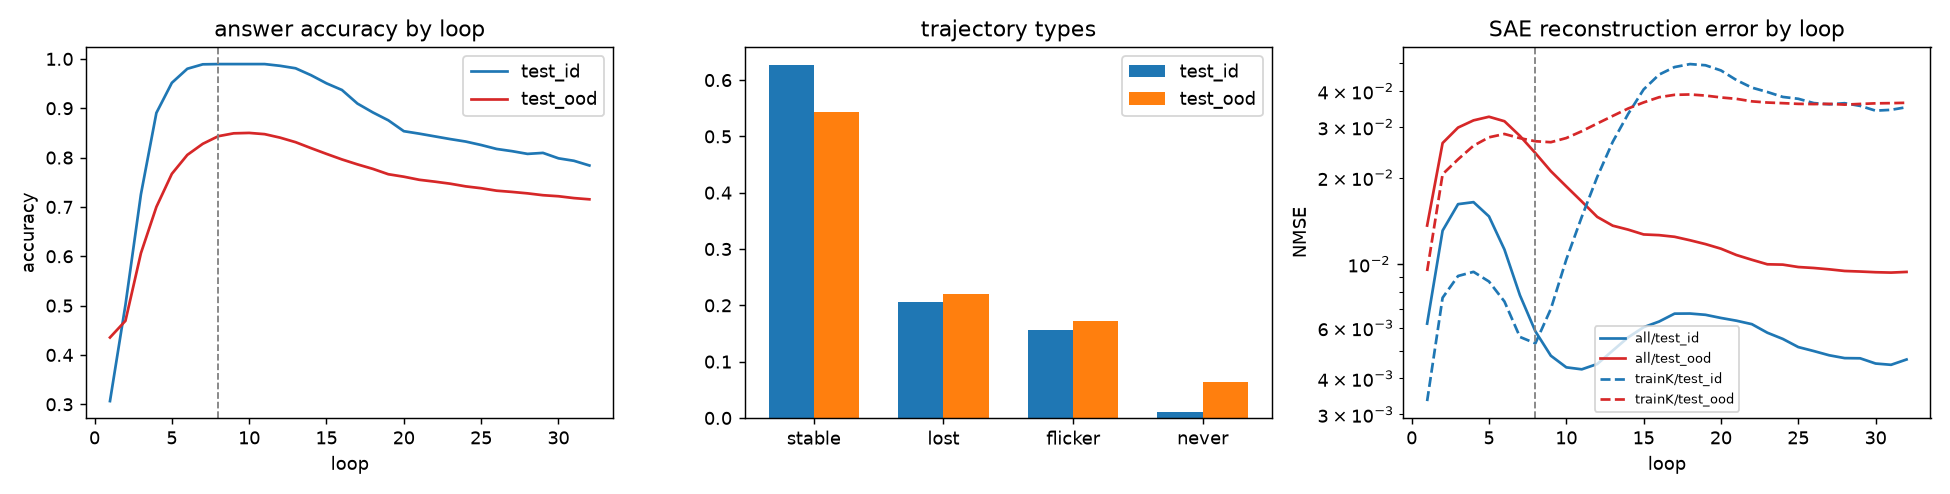 answer accuracy by loop
accuracy
1.0
0.9
0.8
0.7
0.6
0.5
0.4
0.3
test_id
test_ood
0 5 10 15 20 25 30
loop
trajectory types
0.6
0.5
0.4
0.3
0.2
0.1
0.0
test_id
test_ood
stable lost flicker never
SAE reconstruction error by loop
NMSE
4 × 10⁻²
3 × 10⁻²
2 × 10⁻²
10⁻²
6 × 10⁻³
4 × 10⁻³
3 × 10⁻³
all/test_id
all/test_ood
trainK/test_id
trainK/test_ood
0 5 10 15 20 25 30
loop